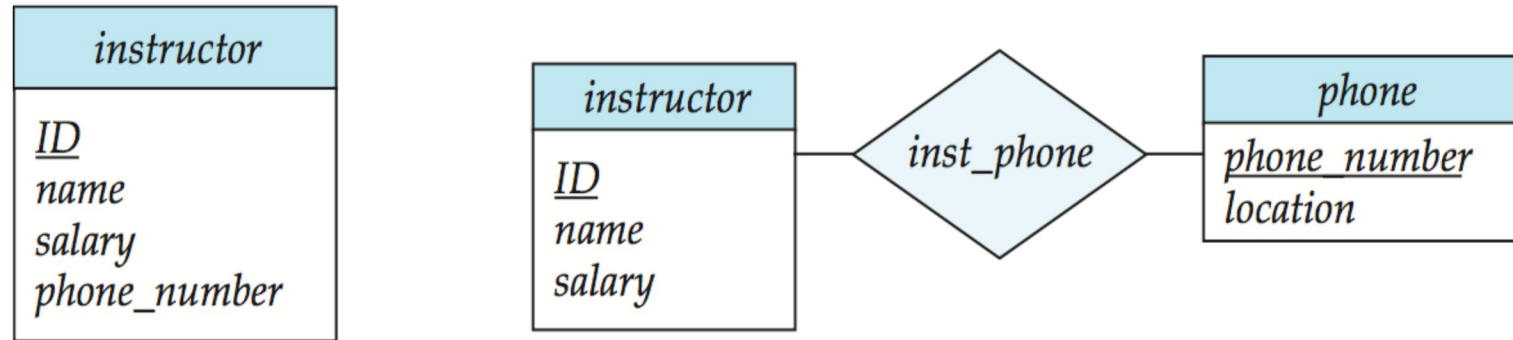 instructor
ID
name
salary
phone_number
instructor
ID
name
salary
inst_phone
phone
phone_number
location